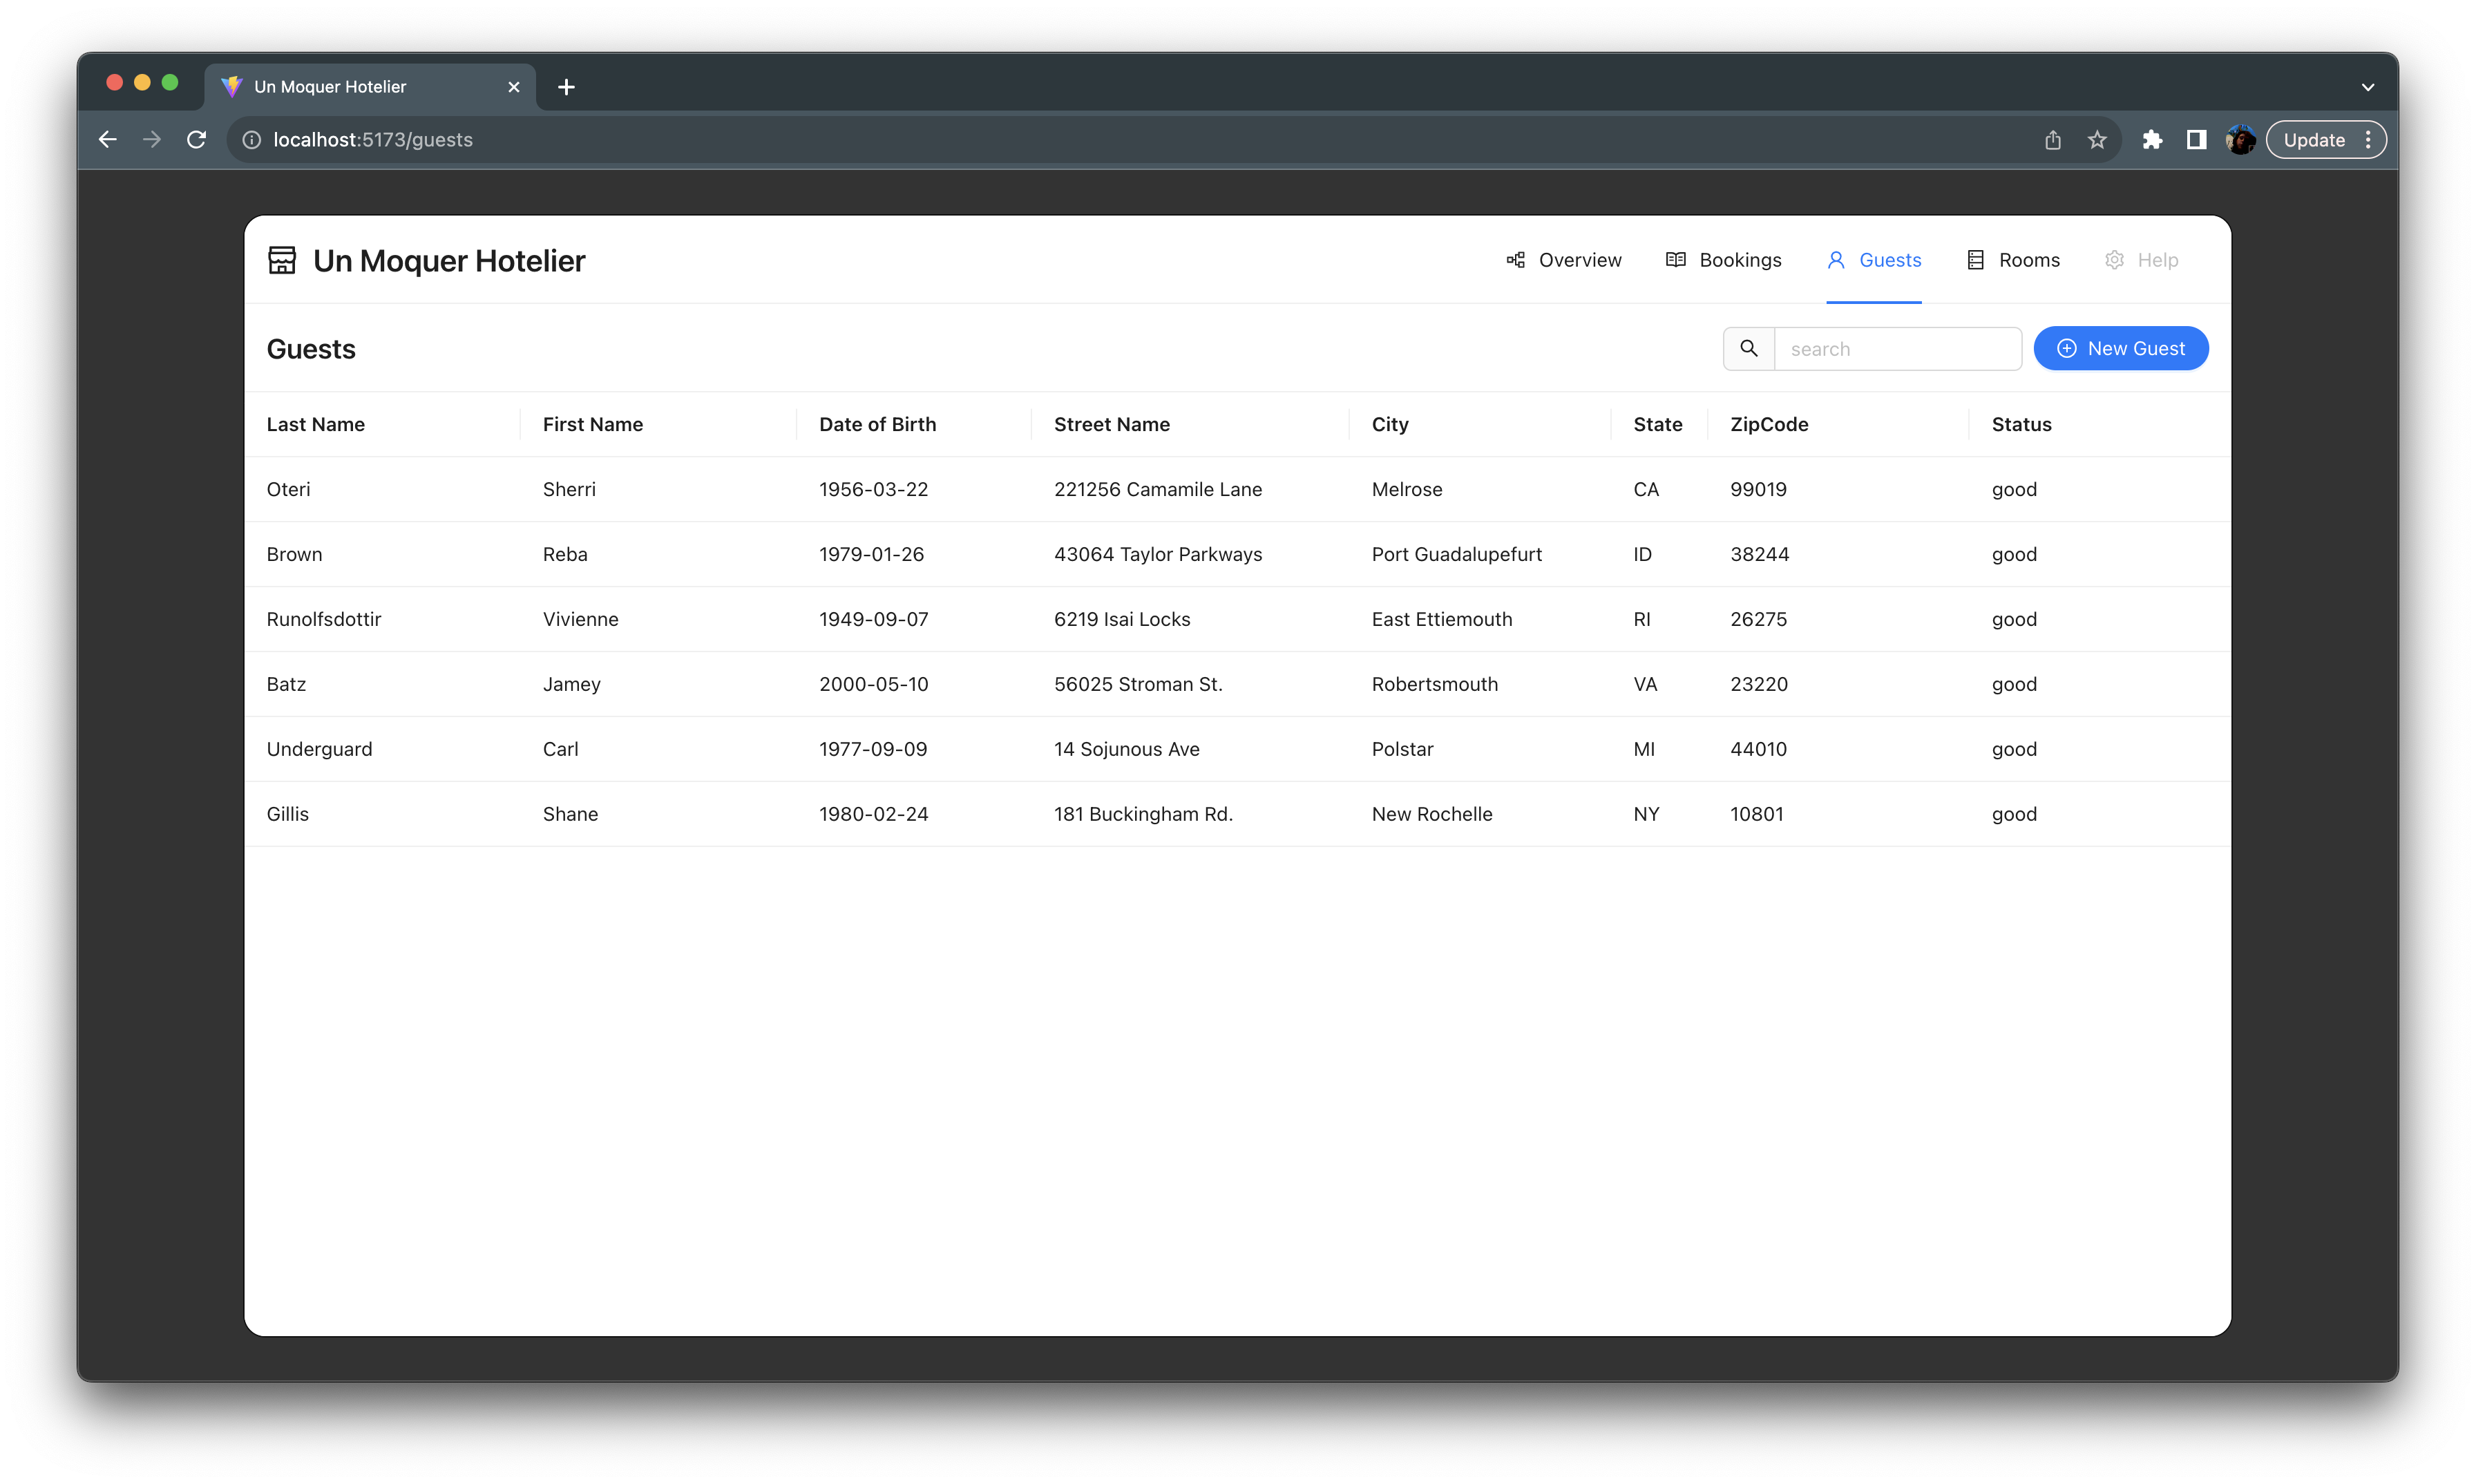 Un Moquer Hotelier
localhost:5173/guests
Update
Un Moquer Hotelier
Overview Bookings Guests Rooms Help
Guests
search
New Guest
Last Name First Name Date of Birth Street Name City State ZipCode Status
Oteri Sherri 1956-03-22 221256 Camamile Lane Melrose CA 99019 good
Brown Reba 1979-01-26 43064 Taylor Parkways Port Guadalupefurt ID 38244 good
Runolfsdottir Vivienne 1949-09-07 6219 Isai Locks East Ettiemouth RI 26275 good
Batz Jamey 2000-05-10 56025 Stroman St. Robertsmouth VA 23220 good
Underguard Carl 1977-09-09 14 Sojunous Ave Polstar MI 44010 good
Gillis Shane 1980-02-24 181 Buckingham Rd. New Rochelle NY 10801 good